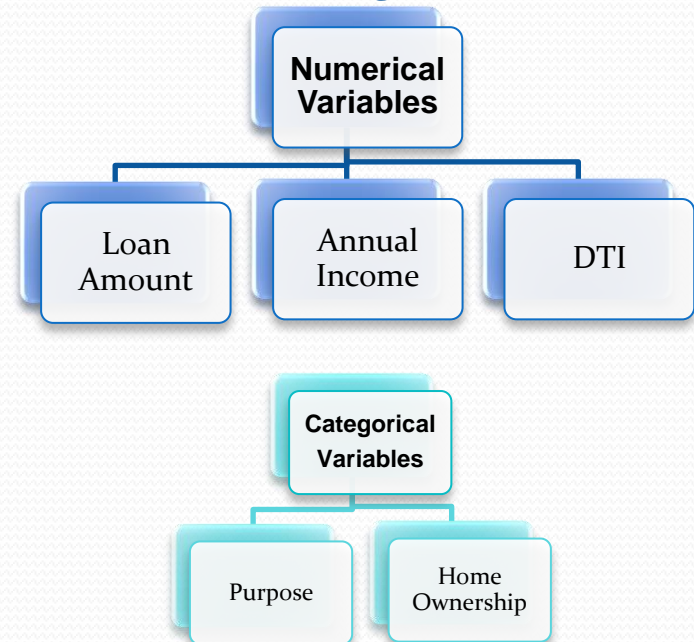 Numerical
Variables
Loan
Amount
Annual
Income
DTI
Categorical
Variables
Purpose
Home
Ownership